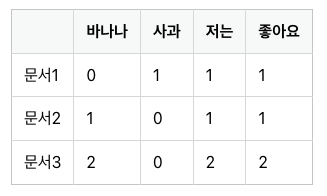 바나나 사과 저는 좋아요
문서1 0 1 1 1
문서2 1 0 1 1
문서3 2 0 2 2